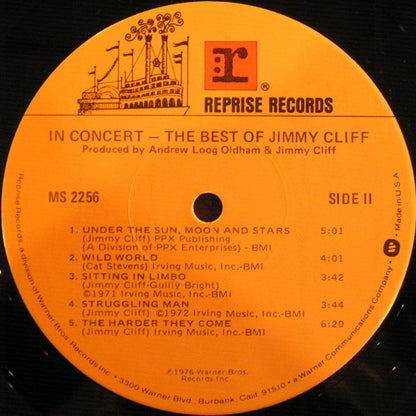 r
®
REPRISE RECORDS
IN CONCERT – THE BEST OF JIMMY CLIFF
Produced by Andrew Loog Oldham & Jimmy Cliff
MS 2256
SIDE II
1. UNDER THE SUN, MOON AND STARS 5:01
(Jimmy Cliff) PPX Publishing
(A Division of PPX Enterprises) - BMI
2. WILD WORLD 4:01
(Cat Stevens) Irving Music, Inc.-BMI
3. SITTING IN LIMBO 3:42
(Jimmy Cliff-Guilly Bright)
©1971 Irving Music, Inc.-BMI
4. STRUGGLING MAN 3:44
(Jimmy Cliff) ©1972 Irving Music, Inc.-BMI
5. THE HARDER THEY COME 6:20
(Jimmy Cliff) Irving Music, Inc.-BMI
℗1976 Warner Bros.
Records Inc.
Reprise Records, a division of Warner Bros. Records Inc. • 3300 Warner Blvd., Burbank, Calif. 91510 • a Warner Communications Company • W • Made in U.S.A.